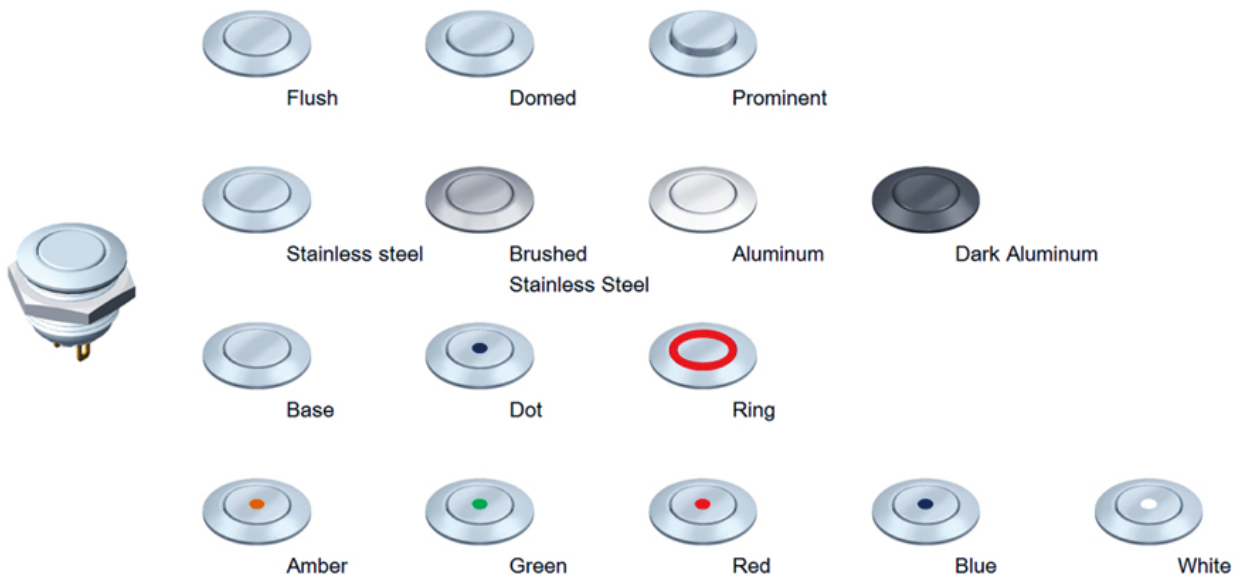 Flush
Domed
Prominent
Stainless steel
Brushed
Stainless Steel
Aluminum
Dark Aluminum
Base
Dot
Ring
Amber
Green
Red
Blue
White